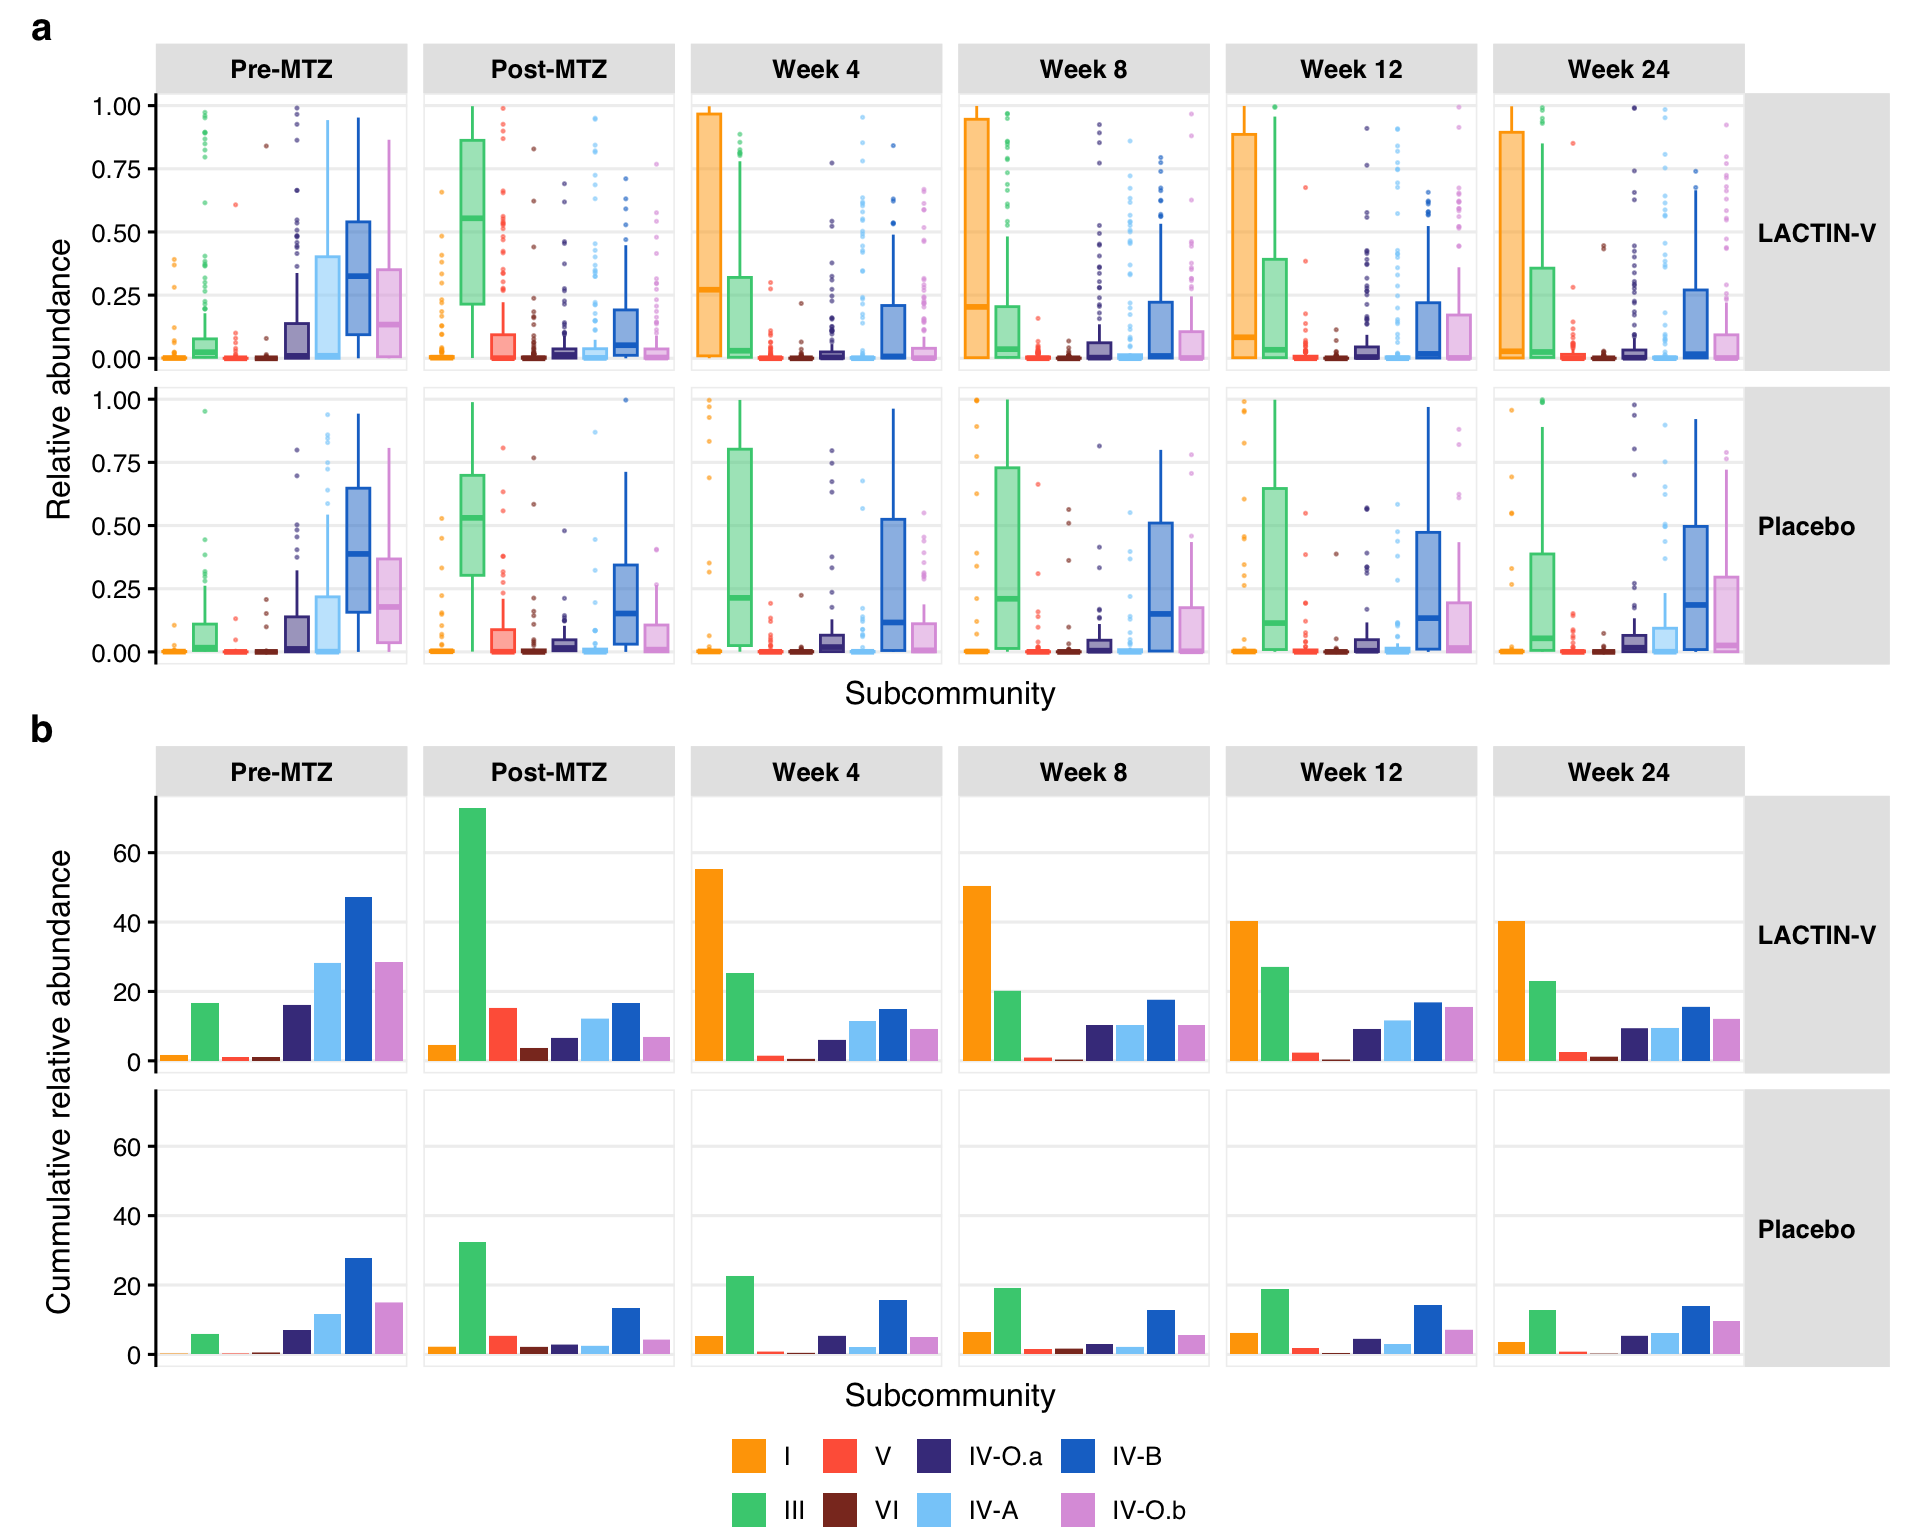 a
Pre-MTZ Post-MTZ Week 4 Week 8 Week 12 Week 24
1.00
0.75
0.50
0.25
0.00
LACTIN-V
Relative abundance
1.00
0.75
0.50
0.25
0.00
Placebo
Subcommunity
b
Pre-MTZ Post-MTZ Week 4 Week 8 Week 12 Week 24
60
40
20
0
LACTIN-V
Cummulative relative abundance
60
40
20
0
Placebo
Subcommunity
I V IV-O.a IV-B
III VI IV-A IV-O.b